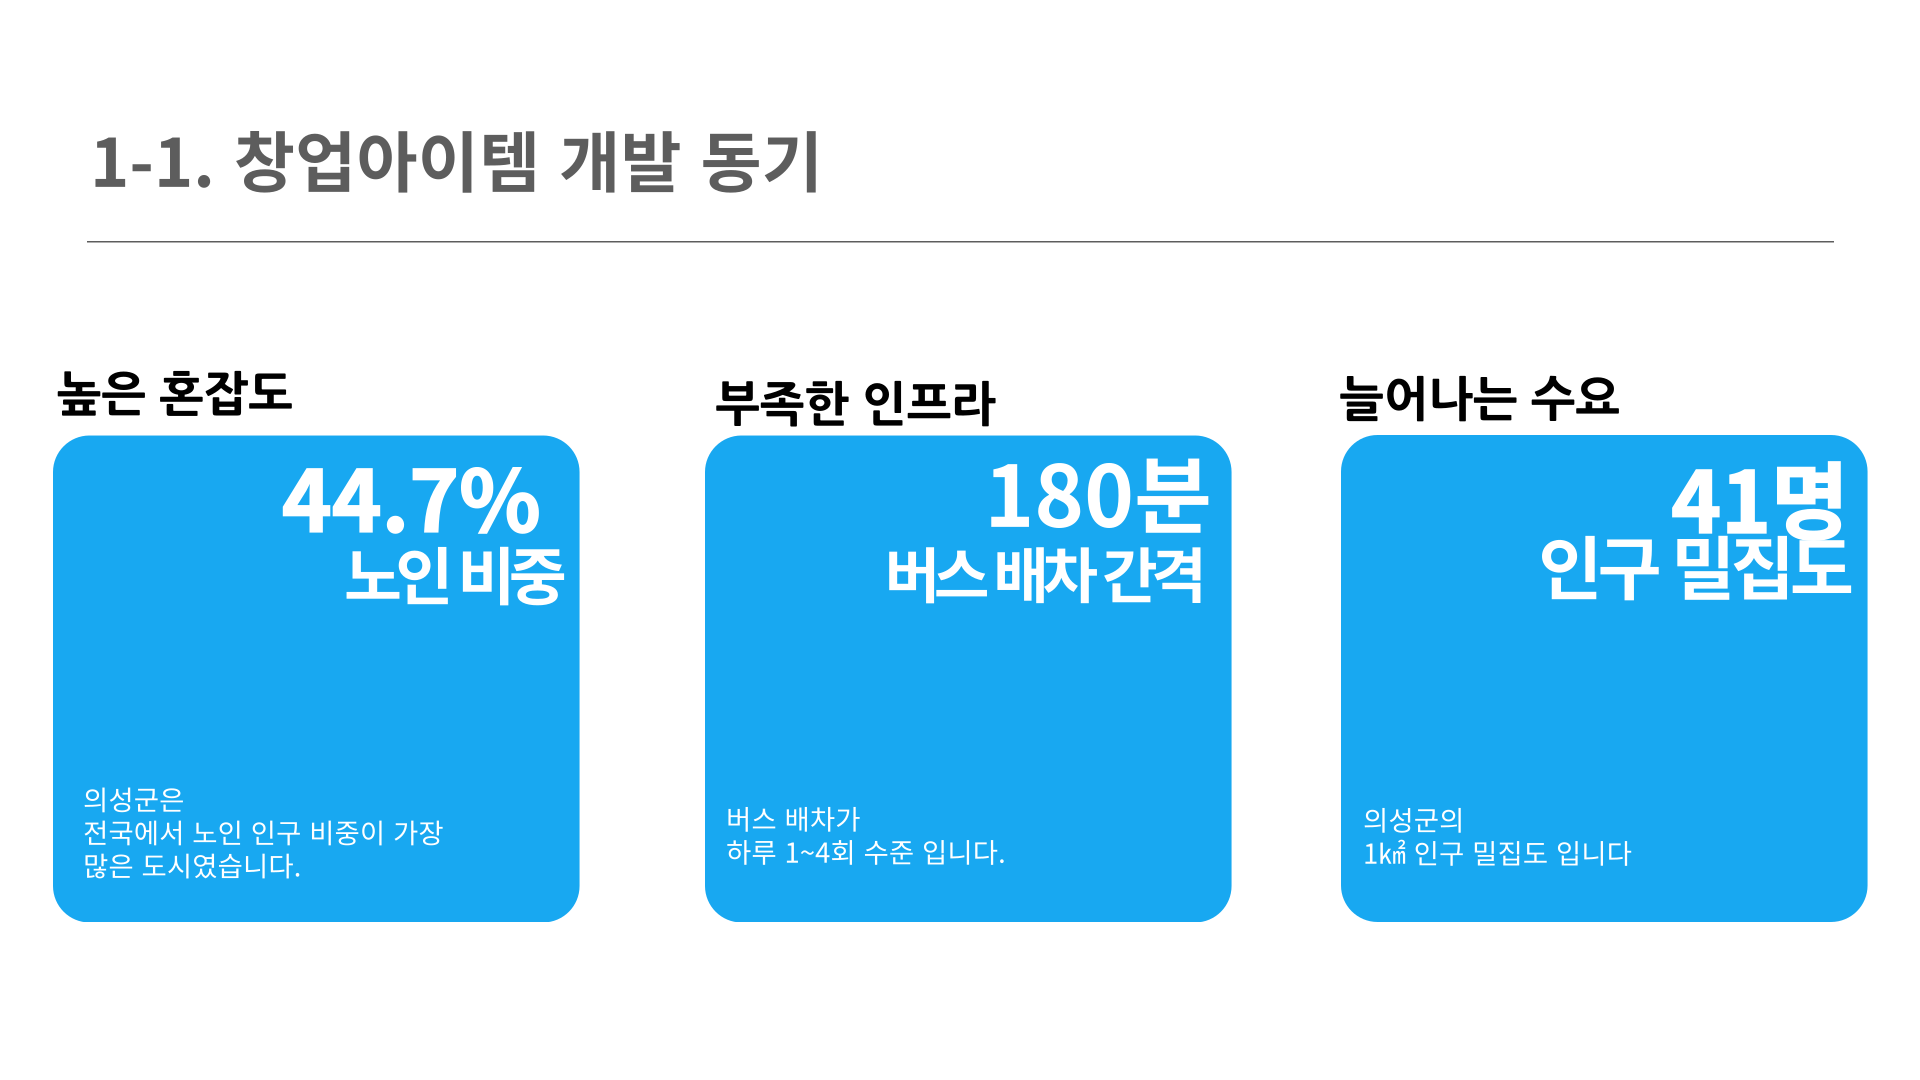 1-1. 창업아이템 개발 동기
높은 혼잡도
44.7%
노인 비중
의성군은
전국에서 노인 인구 비중이 가장
많은 도시였습니다.
부족한 인프라
180분
버스 배차 간격
버스 배차가
하루 1~4회 수준 입니다.
늘어나는 수요
41명
인구 밀집도
의성군의
1㎢ 인구 밀집도 입니다